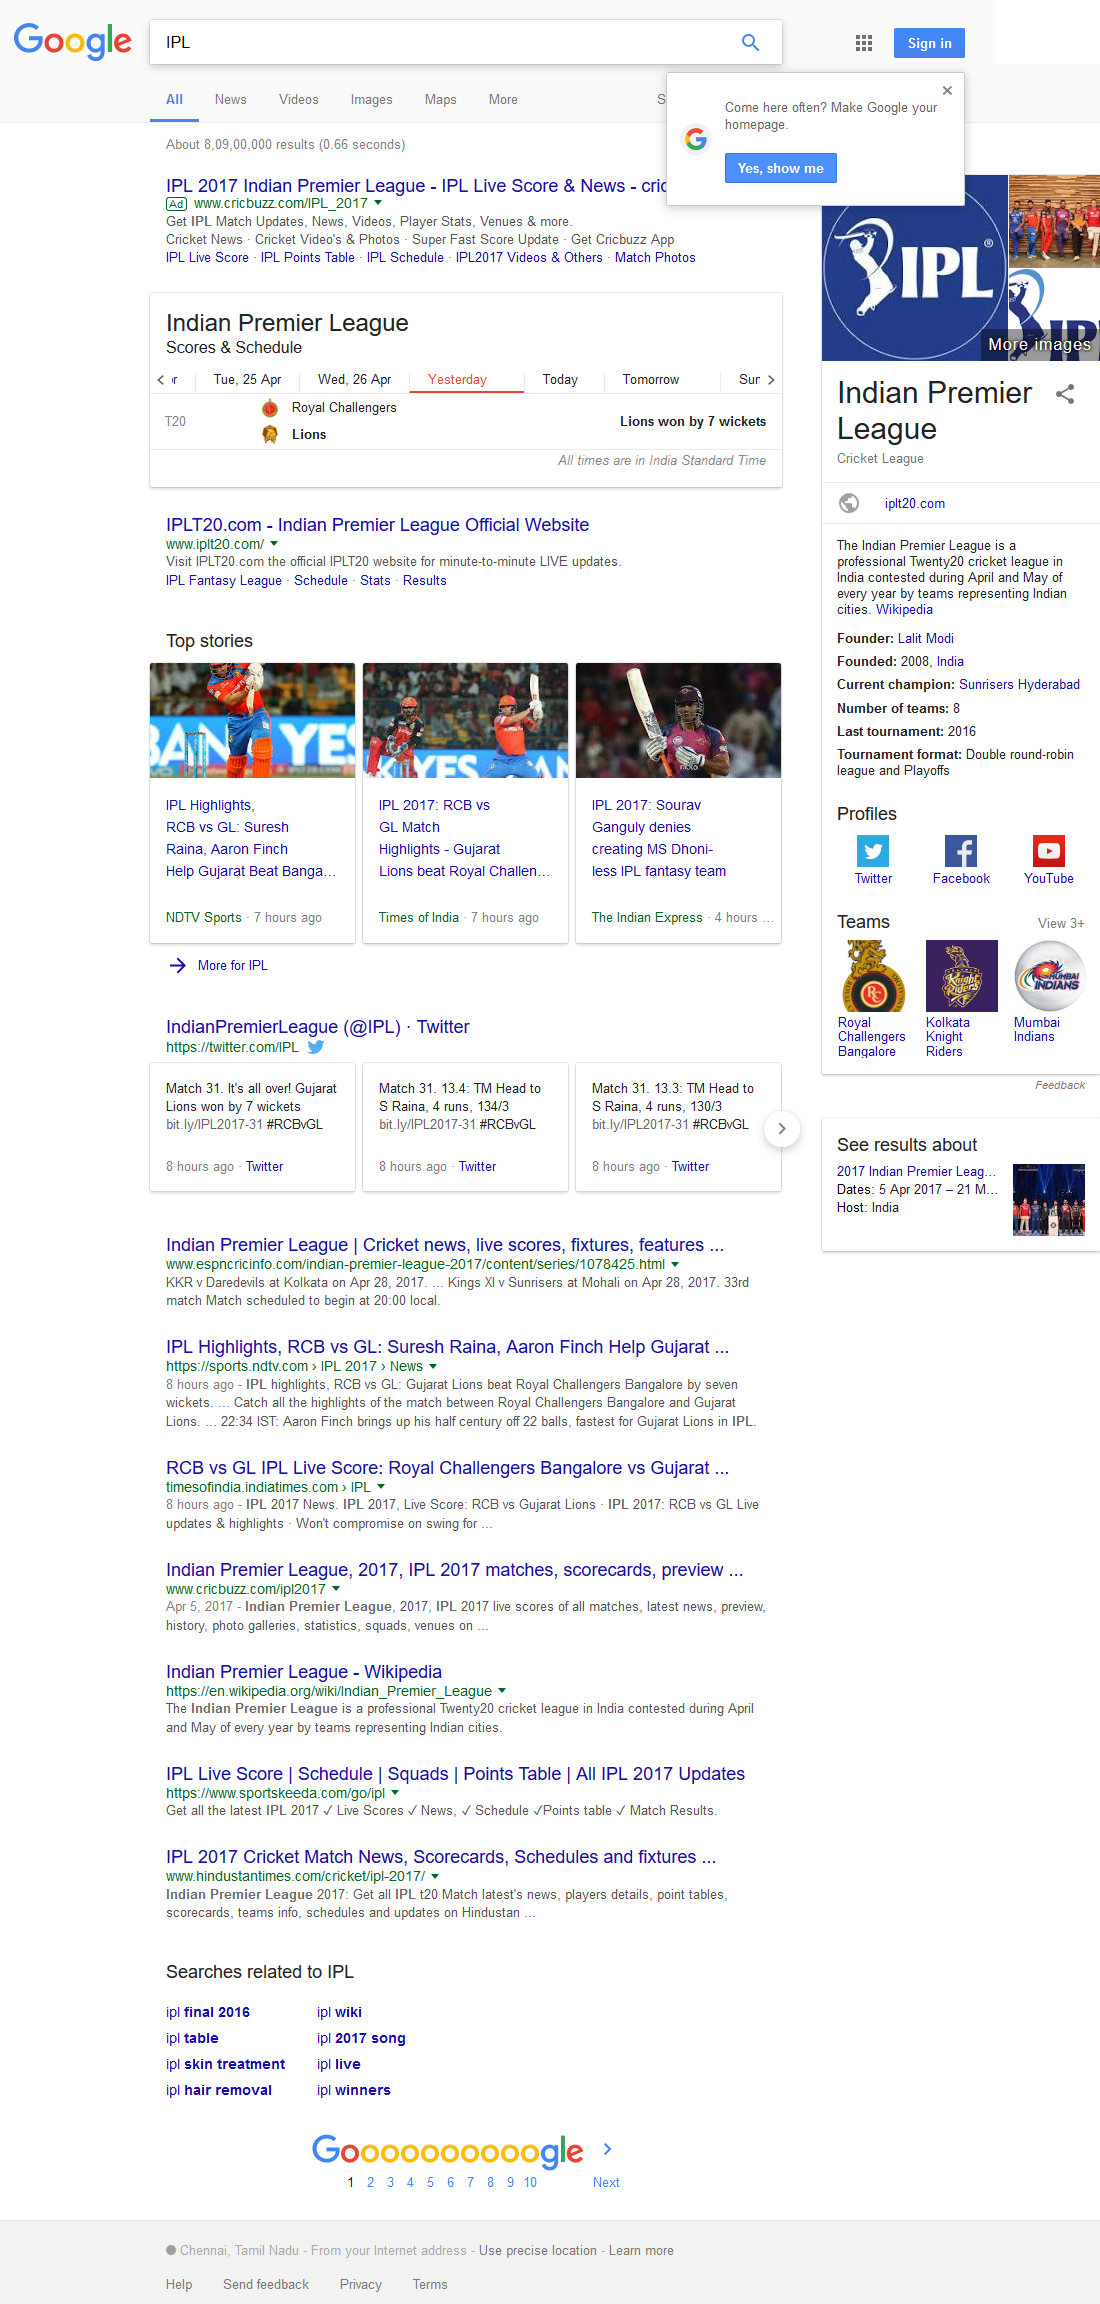 Google
IPL
Sign in
All News Videos Images Maps More S
Come here often? Make Google your
homepage.
Yes, show me
About 8,09,00,000 results (0.66 seconds)
IPL 2017 Indian Premier League - IPL Live Score & News - cric
Ad www.cricbuzz.com/IPL_2017
Get IPL Match Updates, News, Videos, Player Stats, Venues & more.
Cricket News · Cricket Video's & Photos · Super Fast Score Update · Get Cricbuzz App
IPL Live Score · IPL Points Table · IPL Schedule · IPL2017 Videos & Others · Match Photos
Indian Premier League
Scores & Schedule
Tue, 25 Apr Wed, 26 Apr Yesterday Today Tomorrow Sun
T20
Royal Challengers
Lions
Lions won by 7 wickets
All times are in India Standard Time
IPLT20.com - Indian Premier League Official Website
www.iplt20.com/
Visit IPLT20.com the official IPLT20 website for minute-to-minute LIVE updates.
IPL Fantasy League · Schedule · Stats · Results
Top stories
BAN YES
YES AN
IPL Highlights,
RCB vs GL: Suresh
Raina, Aaron Finch
Help Gujarat Beat Banga...
NDTV Sports · 7 hours ago
IPL 2017: RCB vs
GL Match
Highlights - Gujarat
Lions beat Royal Challen...
Times of India · 7 hours ago
IPL 2017: Sourav
Ganguly denies
creating MS Dhoni-
less IPL fantasy team
The Indian Express · 4 hours ...
More for IPL
IndianPremierLeague (@IPL) · Twitter
https://twitter.com/IPL
Match 31. It's all over! Gujarat
Lions won by 7 wickets
bit.ly/IPL2017-31 #RCBvGL
8 hours ago · Twitter
Match 31. 13.4: TM Head to
S Raina, 4 runs, 134/3
bit.ly/IPL2017-31 #RCBvGL
8 hours ago · Twitter
Match 31. 13.3: TM Head to
S Raina, 4 runs, 130/3
bit.ly/IPL2017-31 #RCBvGL
8 hours ago · Twitter
Indian Premier League | Cricket news, live scores, fixtures, features ...
www.espncricinfo.com/indian-premier-league-2017/content/series/1078425.html
KKR v Daredevils at Kolkata on Apr 28, 2017. ... Kings XI v Sunrisers at Mohali on Apr 28, 2017. 33rd
match Match scheduled to begin at 20:00 local.
IPL Highlights, RCB vs GL: Suresh Raina, Aaron Finch Help Gujarat ...
https://sports.ndtv.com › IPL 2017 › News
8 hours ago - IPL highlights, RCB vs GL: Gujarat Lions beat Royal Challengers Bangalore by seven
wickets. ... Catch all the highlights of the match between Royal Challengers Bangalore and Gujarat
Lions. ... 22:34 IST: Aaron Finch brings up his half century off 22 balls, fastest for Gujarat Lions in IPL.
RCB vs GL IPL Live Score: Royal Challengers Bangalore vs Gujarat ...
timesofindia.indiatimes.com › IPL
8 hours ago - IPL 2017 News. IPL 2017, Live Score: RCB vs Gujarat Lions · IPL 2017: RCB vs GL Live
updates & highlights · Won't compromise on swing for ...
Indian Premier League, 2017, IPL 2017 matches, scorecards, preview ...
www.cricbuzz.com/ipl2017
Apr 5, 2017 - Indian Premier League, 2017, IPL 2017 live scores of all matches, latest news, preview,
history, photo galleries, statistics, squads, venues on ...
Indian Premier League - Wikipedia
https://en.wikipedia.org/wiki/Indian_Premier_League
The Indian Premier League is a professional Twenty20 cricket league in India contested during April
and May of every year by teams representing Indian cities.
IPL Live Score | Schedule | Squads | Points Table | All IPL 2017 Updates
https://www.sportskeeda.com/go/ipl
Get all the latest IPL 2017 ✓ Live Scores ✓ News, ✓ Schedule ✓Points table ✓ Match Results.
IPL 2017 Cricket Match News, Scorecards, Schedules and fixtures ...
www.hindustantimes.com/cricket/ipl-2017/
Indian Premier League 2017: Get all IPL t20 Match latest's news, players details, point tables,
scorecards, teams info, schedules and updates on Hindustan ...
Searches related to IPL
ipl final 2016 ipl wiki
ipl table ipl 2017 song
ipl skin treatment ipl live
ipl hair removal ipl winners
Goooooooooogle
1 2 3 4 5 6 7 8 9 10 Next
IPL
IPL
More images
Indian Premier
League
Cricket League
iplt20.com
The Indian Premier League is a
professional Twenty20 cricket league in
India contested during April and May of
every year by teams representing Indian
cities. Wikipedia
Founder: Lalit Modi
Founded: 2008, India
Current champion: Sunrisers Hyderabad
Number of teams: 8
Last tournament: 2016
Tournament format: Double round-robin
league and Playoffs
Profiles
Twitter Facebook YouTube
Teams View 3+
Knight
Riders
MUMBAI
INDIANS
Royal
Challengers
Bangalore
Kolkata
Knight
Riders
Mumbai
Indians
Feedback
See results about
2017 Indian Premier Leag...
Dates: 5 Apr 2017 – 21 M...
Host: India
Chennai, Tamil Nadu - From your Internet address - Use precise location - Learn more
Help Send feedback Privacy Terms